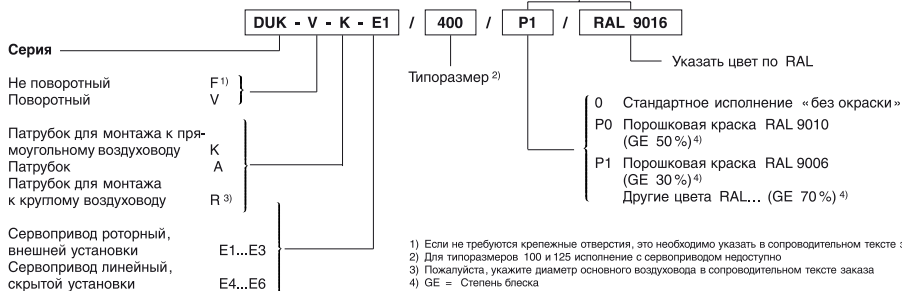 DUK - V - K - E1 / 400 / P1 / RAL 9016
Серия
Указать цвет по RAL
Типоразмер 2)
Не поворотный F 1)
Поворотный V
Патрубок для монтажа к пря-
моугольному воздуховоду K
Патрубок A
Патрубок для монтажа
к круглому воздуховоду R 3)
Сервопривод роторный,
внешней установки E1...E3
Сервопривод линейный,
скрытой установки E4...E6
0 Стандартное исполнение «без окраски»
P0 Порошковая краска RAL 9010
(GE 50 %) 4)
P1 Порошковая краска RAL 9006
(GE 30 %) 4)
Другие цвета RAL... (GE 70 %) 4)
1) Если не требуются крепежные отверстия, это необходимо указать в сопроводительном тексте
2) Для типоразмеров 100 и 125 исполнение с сервоприводом недоступно
3) Пожалуйста, укажите диаметр основного воздуховода в сопроводительном тексте заказа
4) GE = Степень блеска